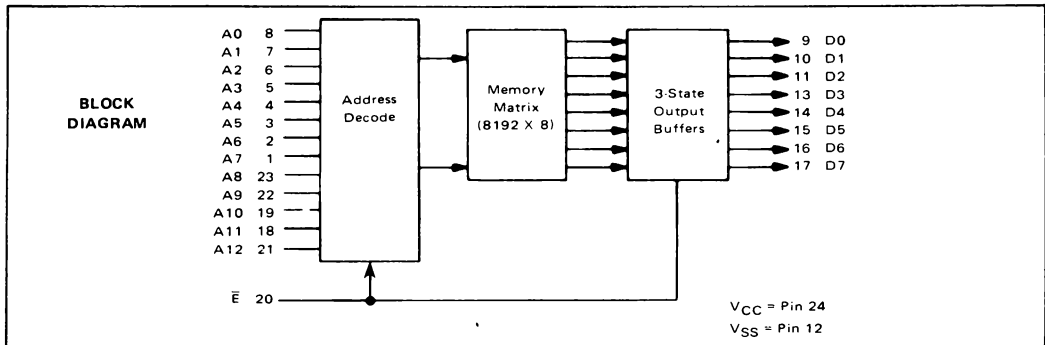 BLOCK
DIAGRAM
A0 8
A1 7
A2 6
A3 5
A4 4
A5 3
A6 2
A7 1
A8 23
A9 22
A10 19
A11 18
A12 21
E̅ 20
Address
Decode
Memory
Matrix
(8192 X 8)
3-State
Output
Buffers
9 D0
10 D1
11 D2
13 D3
14 D4
15 D5
16 D6
17 D7
VCC = Pin 24
VSS = Pin 12